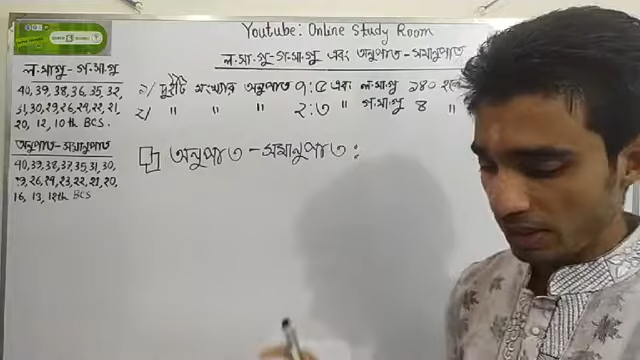 Youtube: Online Study Room
ল.সা.গু-গ.সা.গু এবং অনুপাত-সমানুপাত
ল.সাগু - গ.সা.গু
40, 39, 38, 36, 35, 32,
31, 30, 29, 26, 24, 22, 21,
20, 12, 10th BCS.
অনুপাত-সমানুপাত
40, 39, 38, 37, 35, 31, 30,
26, 24, 23, 22, 21, 20,
16, 13, 12th BCS
১/ দুইটি সংখ্যার অনুপাত ৭:৫ এবং ল.সা.গু ১৪০ হলে
২/ " " " ২:৩ " গ.সা.গু ৪ "
অনুপাত - সমানুপাত :